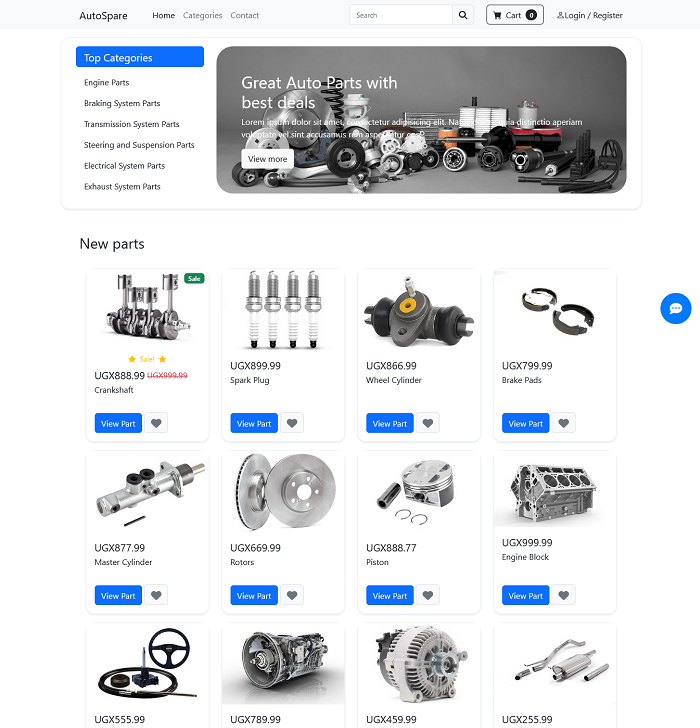 AutoSpare Home Categories Contact Search Cart 0 Login / Register
Top Categories
Engine Parts
Braking System Parts
Transmission System Parts
Steering and Suspension Parts
Electrical System Parts
Exhaust System Parts
Great Auto Parts with
best deals
Lorem ipsum dolor sit amet, consectetur adipisicing elit. quia distinctio aperiam
voluptate vel sint accusamus rem
View more
New parts
Sale
Sale!
UGX888.99 UGX999.99
Crankshaft
View Part
UGX899.99
Spark Plug
View Part
UGX866.99
Wheel Cylinder
View Part
UGX799.99
Brake Pads
View Part
UGX877.99
Master Cylinder
View Part
UGX669.99
Rotors
View Part
UGX888.77
Piston
View Part
UGX999.99
Engine Block
View Part
UGX555.99
UGX789.99
UGX459.99
UGX255.99